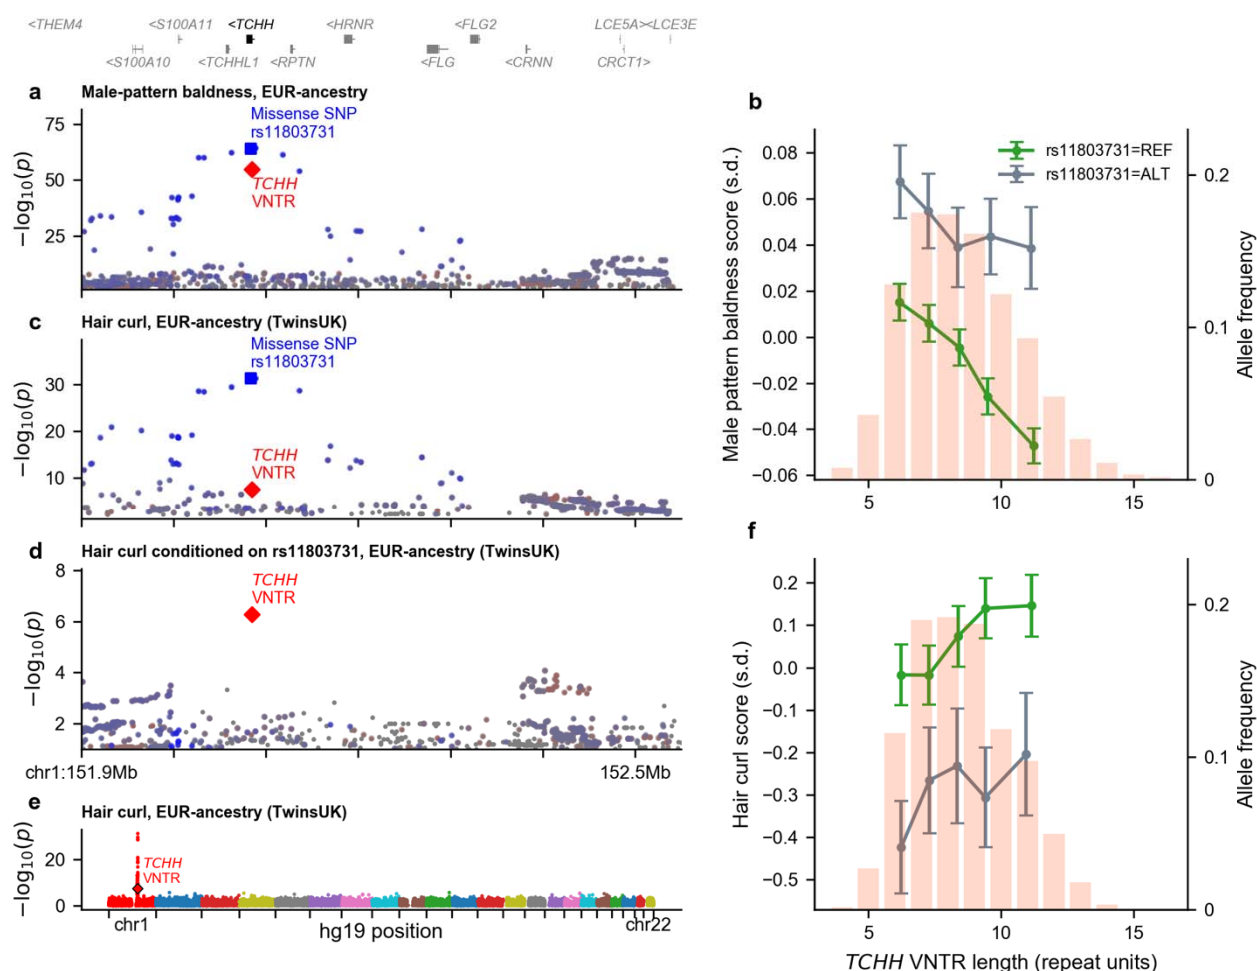 <THEM4 <S100A11 <TCHH <HRNR <FLG2 LCE5A> <LCE3E
<S100A10 <TCHHL1 <RPTN <FLG <CRNN CRCT1>
a Male-pattern baldness, EUR-ancestry
Missense SNP
rs11803731
TCHH
VNTR
75
50
25
−log10(p)
b
rs11803731=REF
rs11803731=ALT
0.08
0.06
0.04
0.02
0.00
−0.02
−0.04
−0.06
Male pattern baldness score (s.d.)
0.2
0.1
0
Allele frequency
5 10 15
c Hair curl, EUR-ancestry (TwinsUK)
Missense SNP
rs11803731
TCHH
VNTR
30
20
10
−log10(p)
d Hair curl conditioned on rs11803731, EUR-ancestry (TwinsUK)
TCHH
VNTR
8
6
4
2
−log10(p)
chr1:151.9Mb 152.5Mb
e Hair curl, EUR-ancestry (TwinsUK)
TCHH
VNTR
20
0
−log10(p)
chr1 chr22
hg19 position
f
0.2
0.1
0.0
−0.1
−0.2
−0.3
−0.4
−0.5
Hair curl score (s.d.)
0.2
0.1
0
Allele frequency
5 10 15
TCHH VNTR length (repeat units)